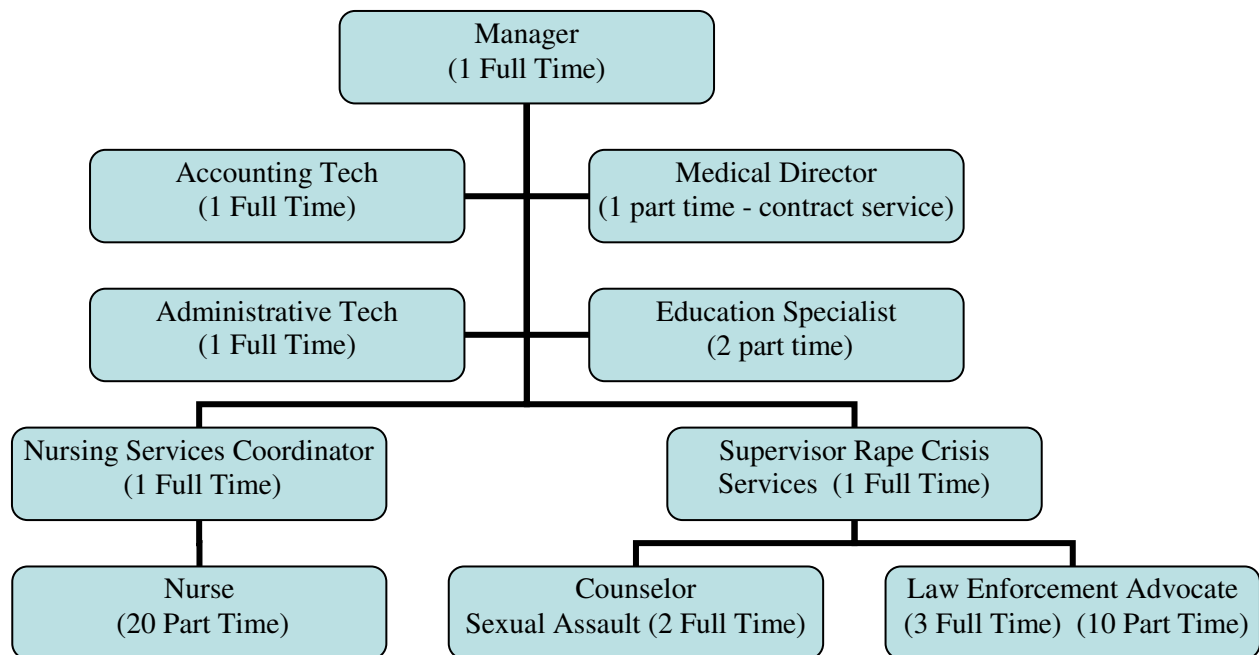 Manager
(1 Full Time)
Accounting Tech
(1 Full Time)
Medical Director
(1 part time - contract service)
Administrative Tech
(1 Full Time)
Education Specialist
(2 part time)
Nursing Services Coordinator
(1 Full Time)
Supervisor Rape Crisis
Services (1 Full Time)
Nurse
(20 Part Time)
Counselor
Sexual Assault (2 Full Time)
Law Enforcement Advocate
(3 Full Time) (10 Part Time)